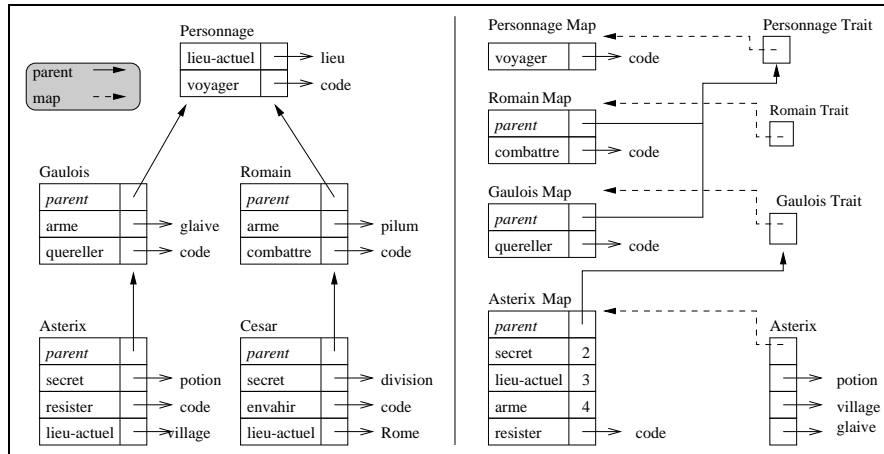 Personnage
lieu-actuel lieu
voyager code
parent
map
Gaulois
parent
arme glaive
quereller code
Romain
parent
arme pilum
combattre code
Asterix
parent
secret potion
resister code
lieu-actuel village
Cesar
parent
secret division
envahir code
lieu-actuel Rome
Personnage Map
voyager code
Personnage Trait
Romain Map
parent
combattre code
Romain Trait
Gaulois Map
parent
quereller code
Gaulois Trait
Asterix Map
parent
secret 2
lieu-actuel 3
arme 4
resister code
Asterix
potion
village
glaive